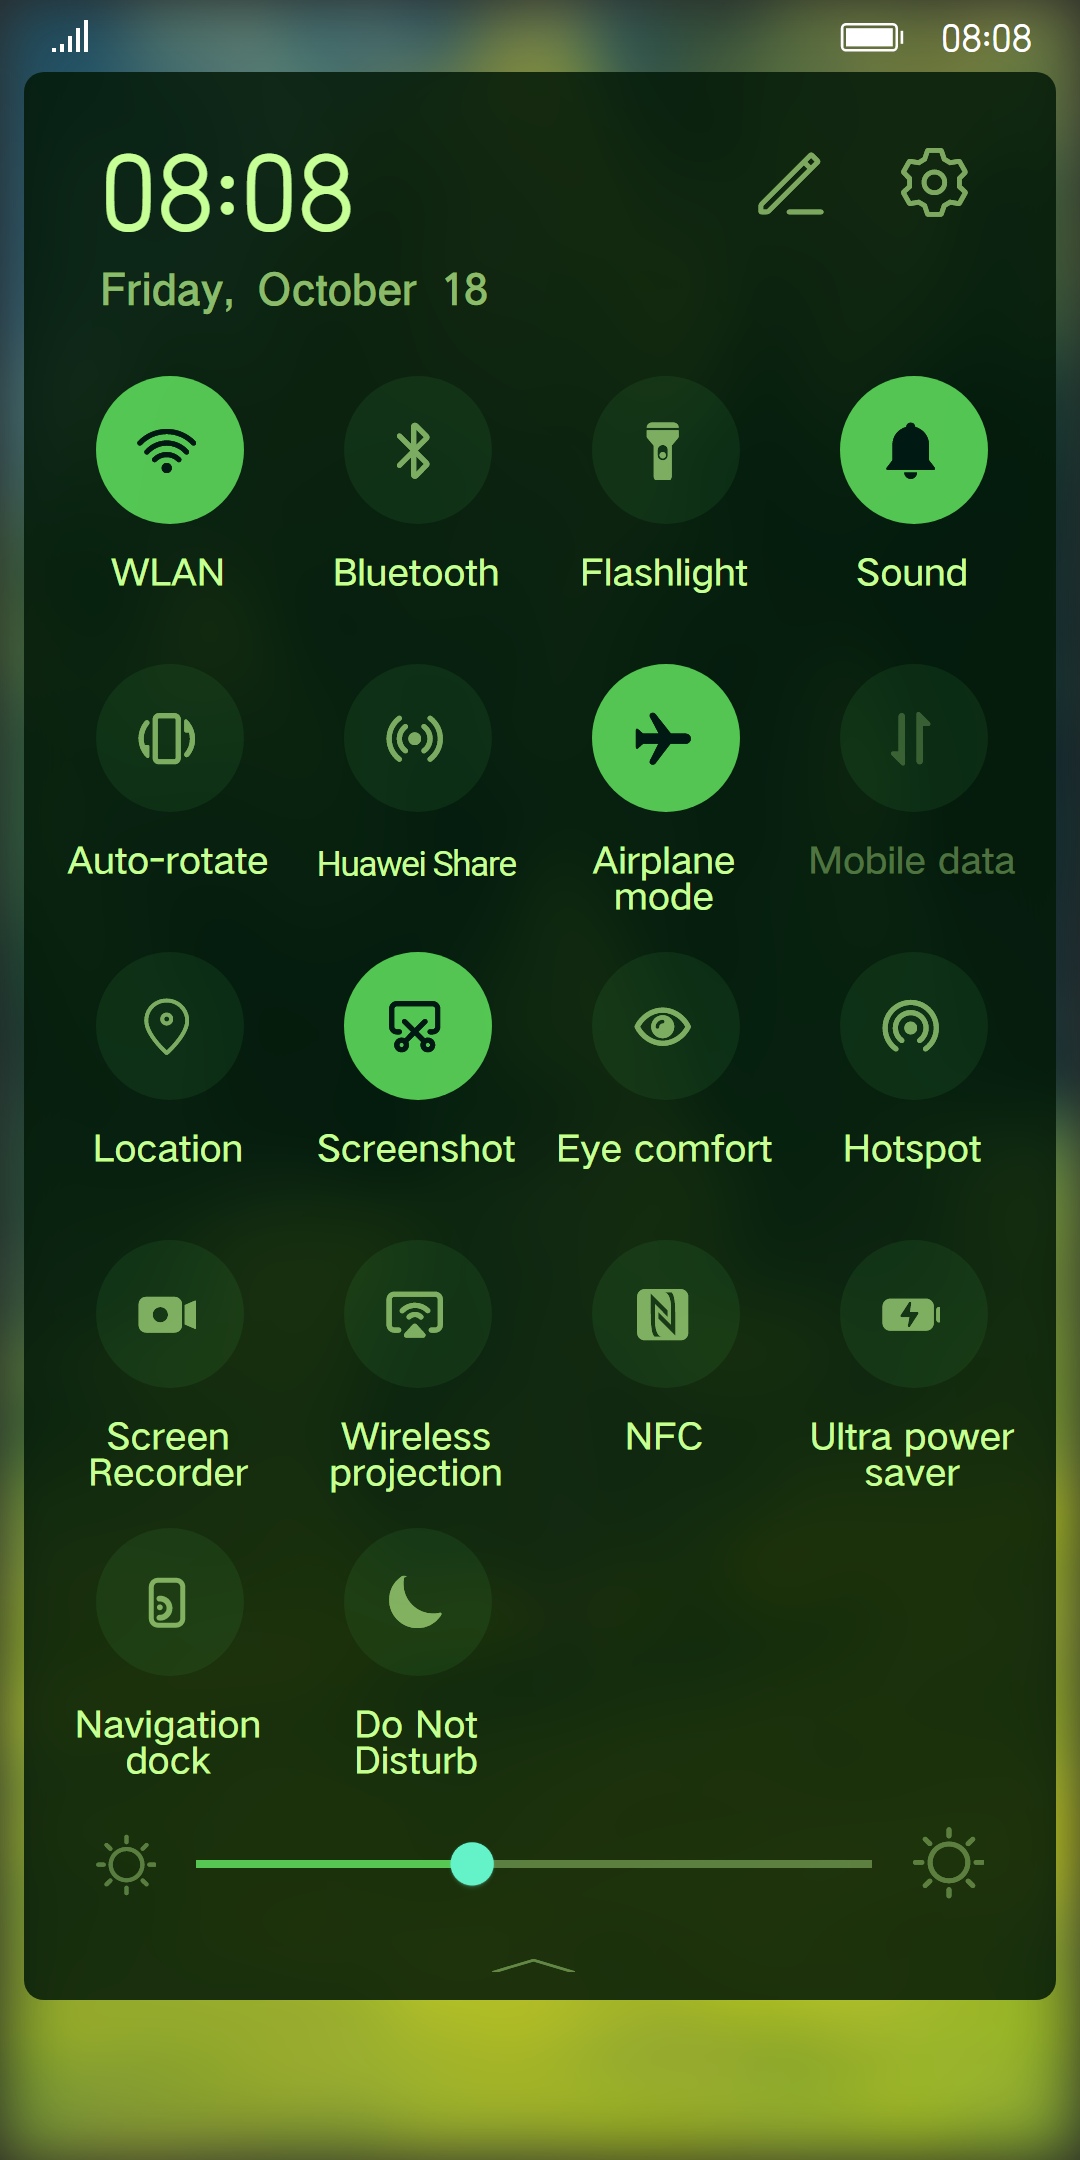 08:08
08:08
Friday, October 18
WLAN
Bluetooth
Flashlight
Sound
Auto-rotate
Huawei Share
Airplane
mode
Mobile data
Location
Screenshot
Eye comfort
Hotspot
Screen
Recorder
Wireless
projection
NFC
Ultra power
saver
Navigation
dock
Do Not
Disturb